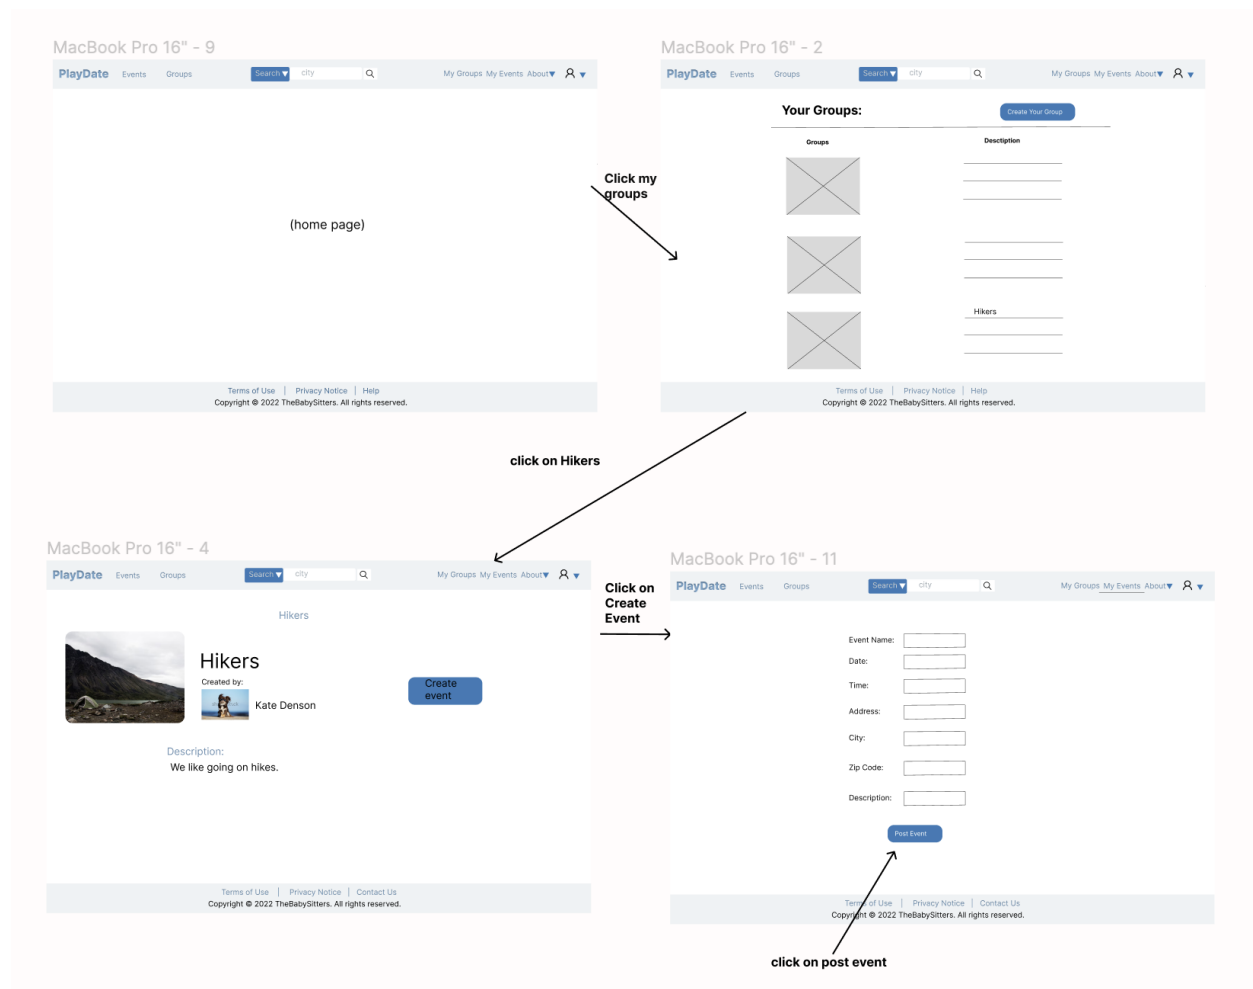 MacBook Pro 16" - 9
PlayDate Events Groups Search ▼ city My Groups My Events About▼
(home page)
Terms of Use | Privacy Notice | Help
Copyright © 2022 TheBabySitters. All rights reserved.
Click my
groups
MacBook Pro 16" - 2
PlayDate Events Groups Search ▼ city My Groups My Events About▼
Your Groups: Create Your Group
Groups Desctiption
Hikers
Terms of Use | Privacy Notice | Help
Copyright © 2022 TheBabySitters. All rights reserved.
click on Hikers
MacBook Pro 16" - 4
PlayDate Events Groups Search ▼ city My Groups My Events About▼
Hikers
Hikers
Created by:
Kate Denson
Create
event
Description:
We like going on hikes.
Terms of Use | Privacy Notice | Contact Us
Copyright © 2022 TheBabySitters. All rights reserved.
Click on
Create
Event
MacBook Pro 16" - 11
PlayDate Events Groups Search ▼ city My Groups My Events About▼
Event Name:
Date:
Time:
Address:
City:
Zip Code:
Description:
Post Event
Terms of Use | Privacy Notice | Contact Us
Copyright © 2022 TheBabySitters. All rights reserved.
click on post event